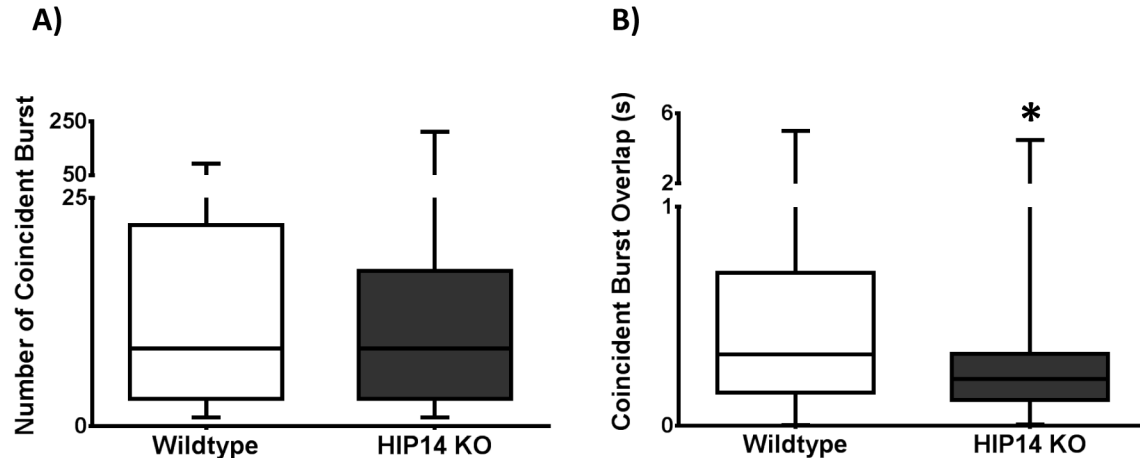 A)
Number of Coincident Burst
250
50
25
0
Wildtype
HIP14 KO
B)
Coincident Burst Overlap (s)
6
2
1
0
*
Wildtype
HIP14 KO